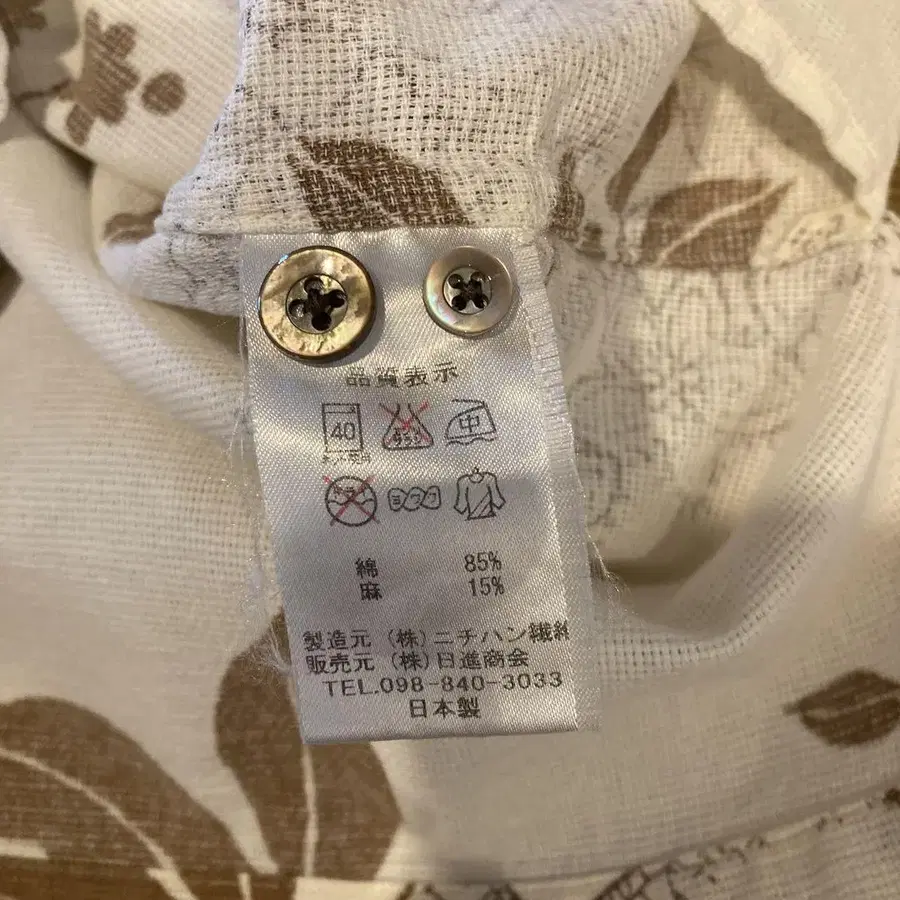 品質表示
40
中
綿 85%
麻 15%
製造元 (株)ニチハン繊維
販売元 (株)日進商会
TEL.098-840-3033
日本製